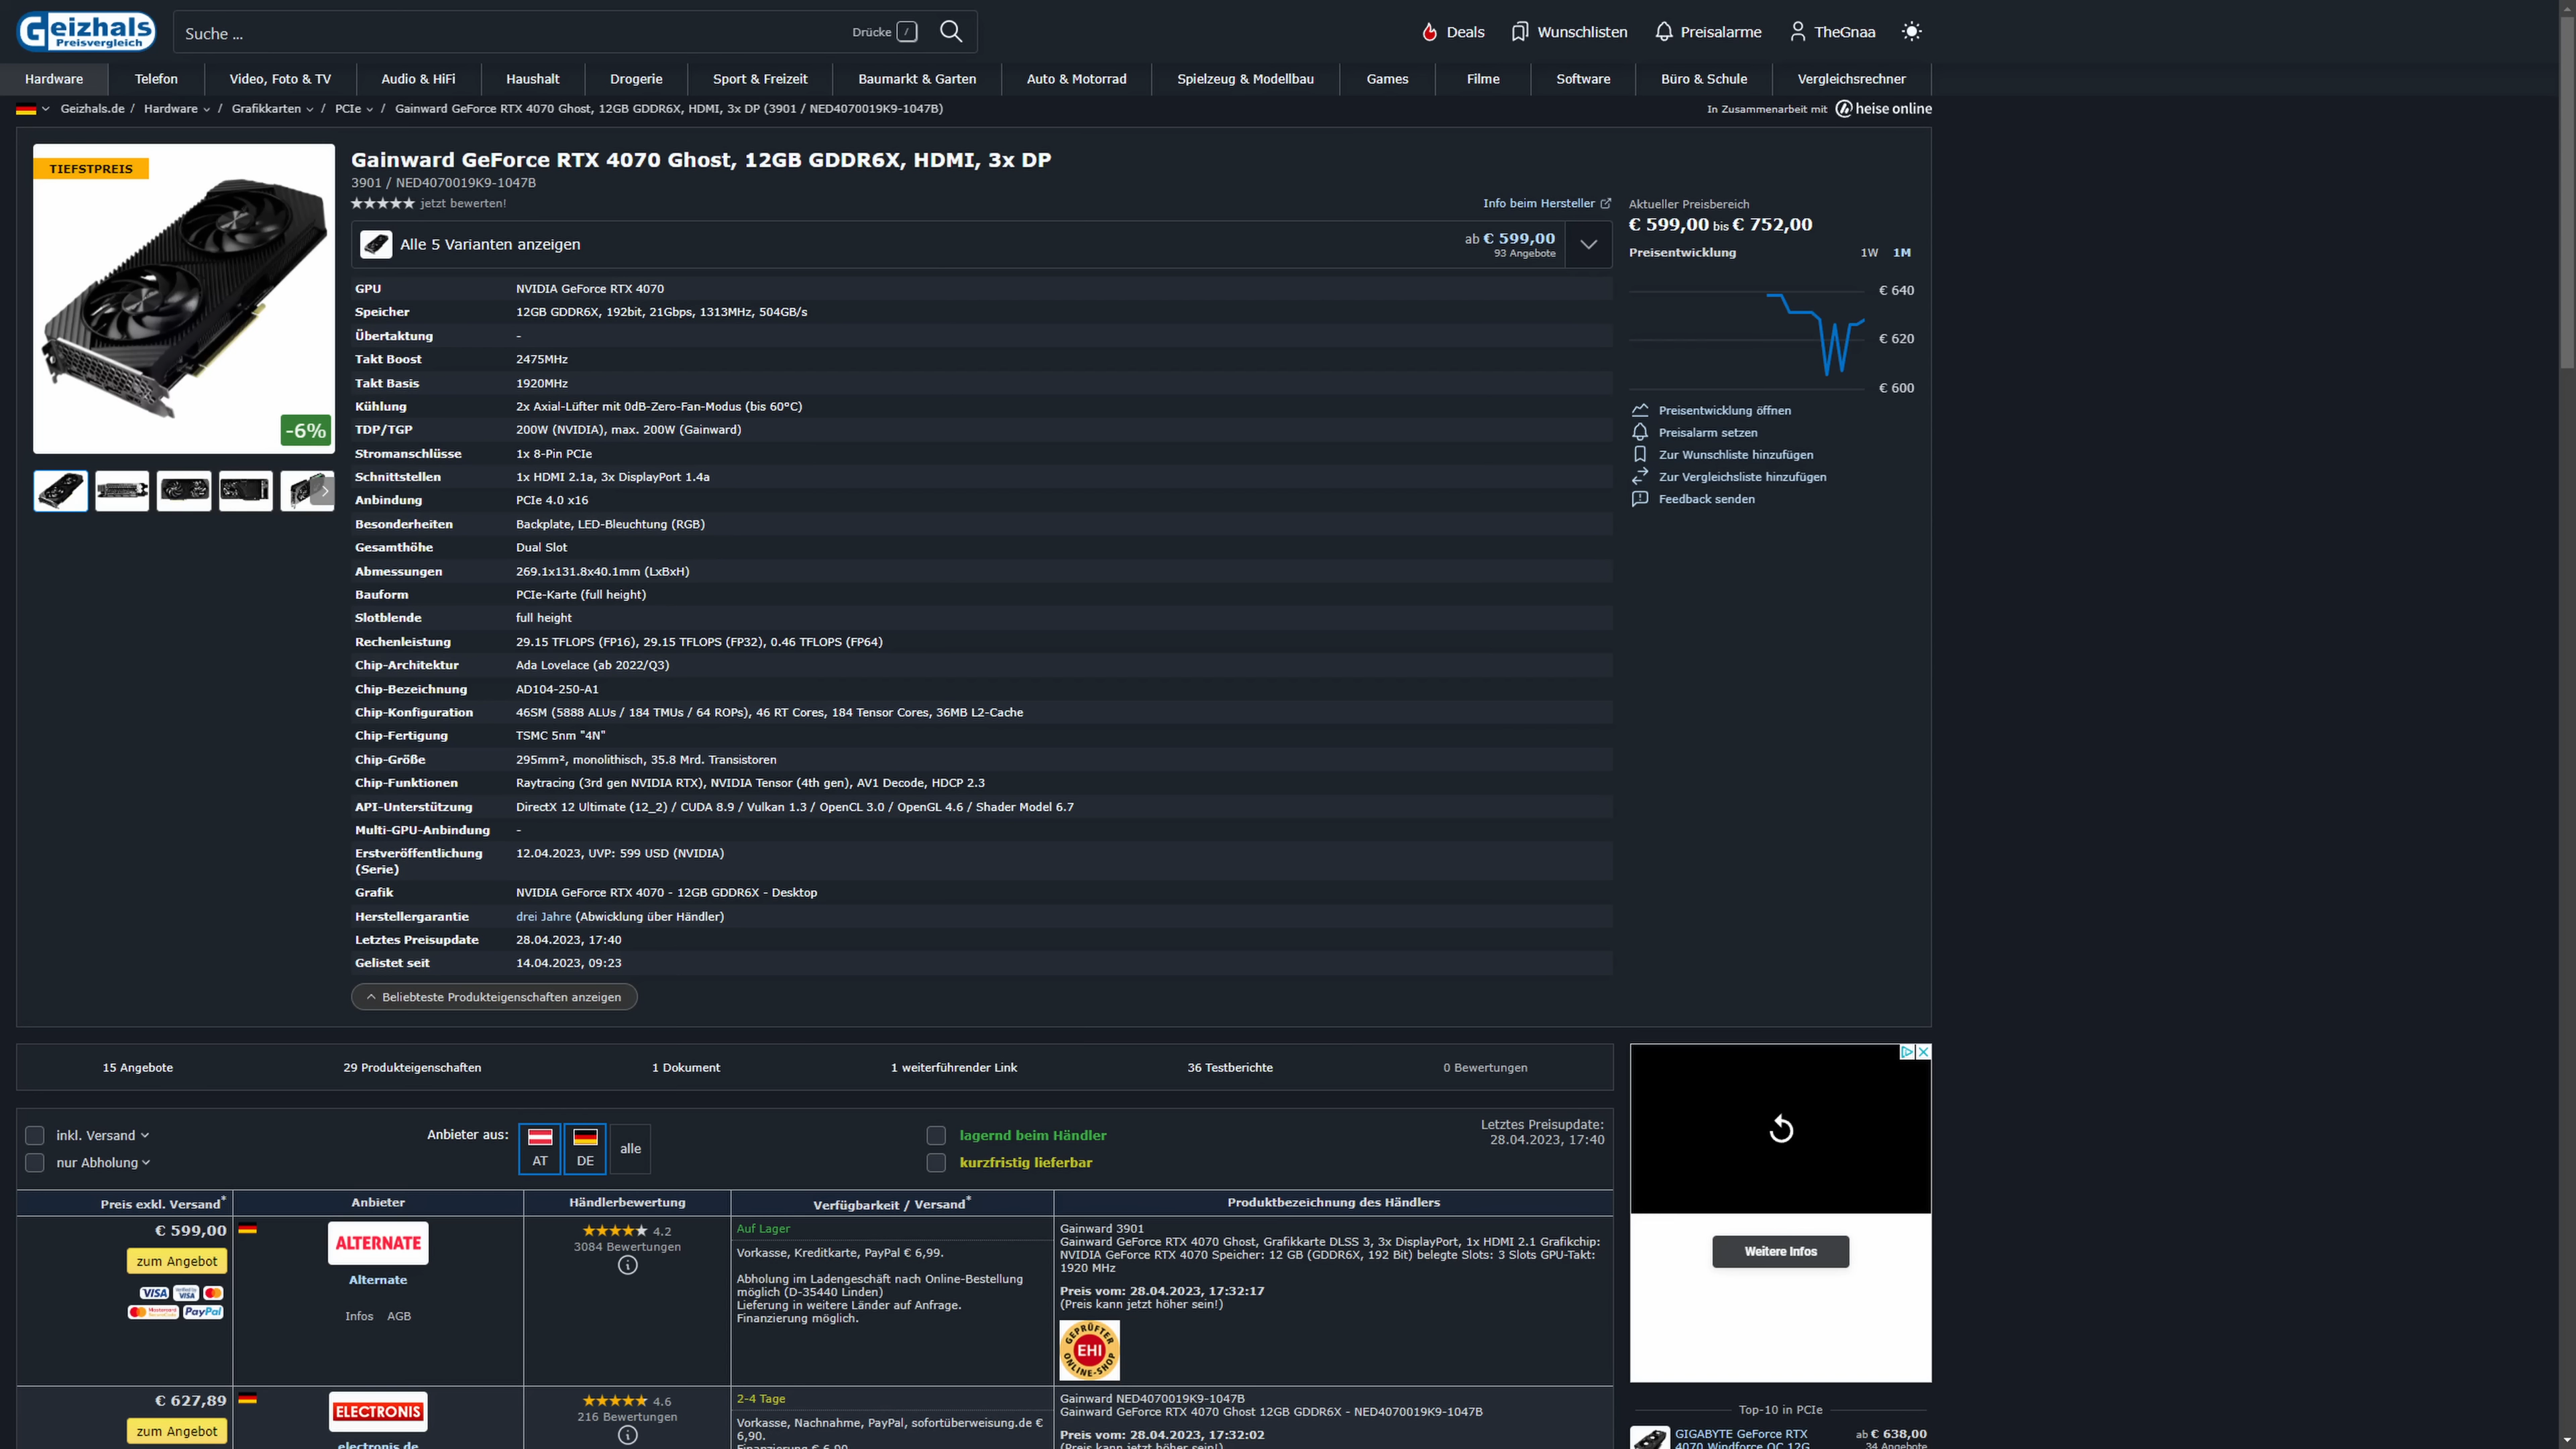 Geizhals
Preisvergleich
Suche ...
Drücke /
Deals
Wunschlisten
Preisalarme
TheGnaa
Hardware
Telefon
Video, Foto & TV
Audio & HiFi
Haushalt
Drogerie
Sport & Freizeit
Baumarkt & Garten
Auto & Motorrad
Spielzeug & Modellbau
Games
Filme
Software
Büro & Schule
Vergleichsrechner
Geizhals.de / Hardware / Grafikkarten / PCIe / Gainward GeForce RTX 4070 Ghost, 12GB GDDR6X, HDMI, 3x DP (3901 / NED4070019K9-1047B)
In Zusammenarbeit mit heise online
TIEFSTPREIS
-6%
Gainward GeForce RTX 4070 Ghost, 12GB GDDR6X, HDMI, 3x DP
3901 / NED4070019K9-1047B
jetzt bewerten!
Info beim Hersteller
Alle 5 Varianten anzeigen
ab € 599,00
93 Angebote
GPU NVIDIA GeForce RTX 4070
Speicher 12GB GDDR6X, 192bit, 21Gbps, 1313MHz, 504GB/s
Übertaktung -
Takt Boost 2475MHz
Takt Basis 1920MHz
Kühlung 2x Axial-Lüfter mit 0dB-Zero-Fan-Modus (bis 60°C)
TDP/TGP 200W (NVIDIA), max. 200W (Gainward)
Stromanschlüsse 1x 8-Pin PCIe
Schnittstellen 1x HDMI 2.1a, 3x DisplayPort 1.4a
Anbindung PCIe 4.0 x16
Besonderheiten Backplate, LED-Bleuchtung (RGB)
Gesamthöhe Dual Slot
Abmessungen 269.1x131.8x40.1mm (LxBxH)
Bauform PCIe-Karte (full height)
Slotblende full height
Rechenleistung 29.15 TFLOPS (FP16), 29.15 TFLOPS (FP32), 0.46 TFLOPS (FP64)
Chip-Architektur Ada Lovelace (ab 2022/Q3)
Chip-Bezeichnung AD104-250-A1
Chip-Konfiguration 46SM (5888 ALUs / 184 TMUs / 64 ROPs), 46 RT Cores, 184 Tensor Cores, 36MB L2-Cache
Chip-Fertigung TSMC 5nm "4N"
Chip-Größe 295mm², monolithisch, 35.8 Mrd. Transistoren
Chip-Funktionen Raytracing (3rd gen NVIDIA RTX), NVIDIA Tensor (4th gen), AV1 Decode, HDCP 2.3
API-Unterstützung DirectX 12 Ultimate (12_2) / CUDA 8.9 / Vulkan 1.3 / OpenCL 3.0 / OpenGL 4.6 / Shader Model 6.7
Multi-GPU-Anbindung -
Erstveröffentlichung 12.04.2023, UVP: 599 USD (NVIDIA)
(Serie)
Grafik NVIDIA GeForce RTX 4070 - 12GB GDDR6X - Desktop
Herstellergarantie drei Jahre (Abwicklung über Händler)
Letztes Preisupdate 28.04.2023, 17:40
Gelistet seit 14.04.2023, 09:23
Beliebteste Produkteigenschaften anzeigen
Aktueller Preisbereich
€ 599,00 bis € 752,00
Preisentwicklung 1W 1M
€ 640
€ 620
€ 600
Preisentwicklung öffnen
Preisalarm setzen
Zur Wunschliste hinzufügen
Zur Vergleichsliste hinzufügen
Feedback senden
15 Angebote
29 Produkteigenschaften
1 Dokument
1 weiterführender Link
36 Testberichte
0 Bewertungen
inkl. Versand
nur Abholung
Anbieter aus:
AT
DE
alle
lagernd beim Händler
kurzfristig lieferbar
Letztes Preisupdate:
28.04.2023, 17:40
Preis exkl. Versand*
Anbieter
Händlerbewertung
Verfügbarkeit / Versand*
Produktbezeichnung des Händlers
€ 599,00
zum Angebot
VISA
VISA
PayPal
ALTERNATE
Alternate
Infos AGB
4.2
3084 Bewertungen
Auf Lager
Vorkasse, Kreditkarte, PayPal € 6,99.
Abholung im Ladengeschäft nach Online-Bestellung
möglich (D-35440 Linden)
Lieferung in weitere Länder auf Anfrage.
Finanzierung möglich.
Gainward 3901
Gainward GeForce RTX 4070 Ghost, Grafikkarte DLSS 3, 3x DisplayPort, 1x HDMI 2.1 Grafikchip:
NVIDIA GeForce RTX 4070 Speicher: 12 GB (GDDR6X, 192 Bit) belegte Slots: 3 Slots GPU-Takt:
1920 MHz
Preis vom: 28.04.2023, 17:32:17
(Preis kann jetzt höher sein!)
GEPRÜFTER
EHI
ONLINE-SHOP
€ 627,89
zum Angebot
ELECTRONIS
electronis.de
4.6
216 Bewertungen
2-4 Tage
Vorkasse, Nachnahme, PayPal, sofortüberweisung.de €
6,90.
Finanzierung € 6,90.
Gainward NED4070019K9-1047B
Gainward GeForce RTX 4070 Ghost 12GB GDDR6X - NED4070019K9-1047B
Preis vom: 28.04.2023, 17:32:02
(Preis kann jetzt höher sein!)
Weitere Infos
Top-10 in PCIe
GIGABYTE GeForce RTX
4070 Windforce OC 12G
ab € 638,00
34 Angebote